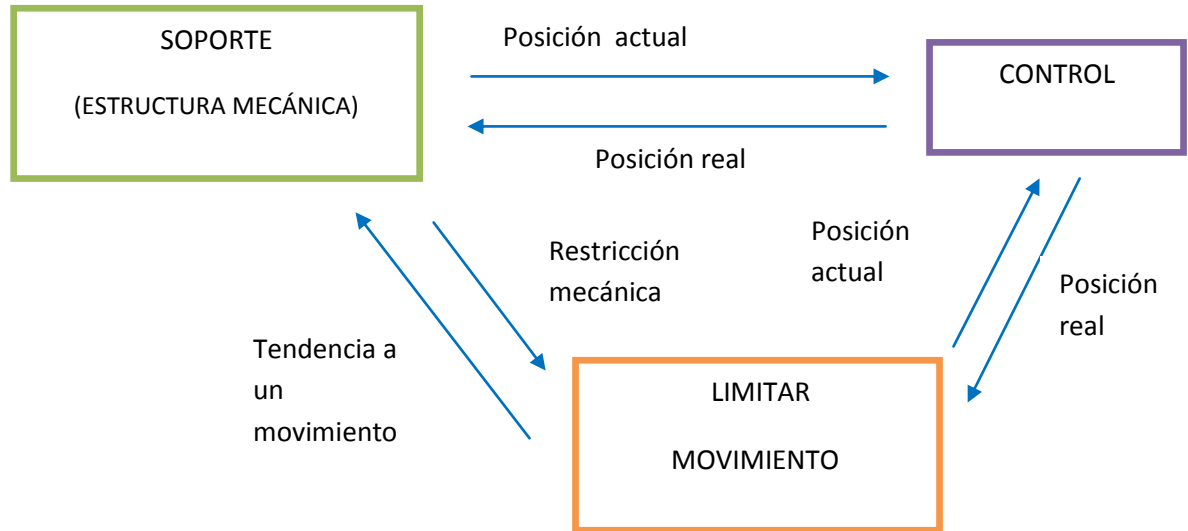 SOPORTE
(ESTRUCTURA MECÁNICA)
Posición actual
CONTROL
Posición real
Restricción
mecánica
Posición
actual
Posición
real
Tendencia a
un
movimiento
LIMITAR
MOVIMIENTO